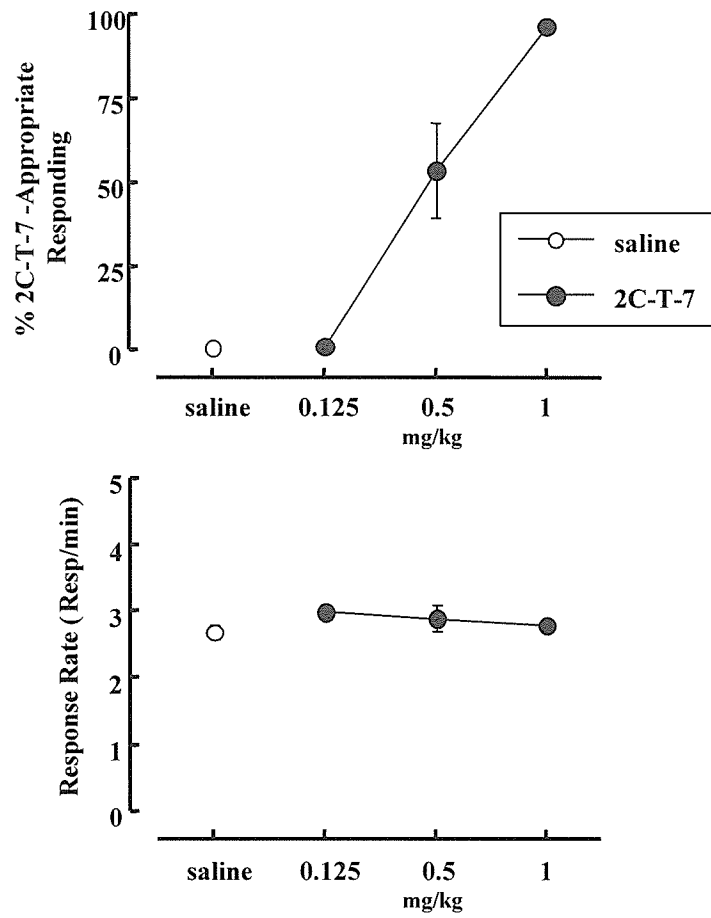 100
75
50
25
0
% 2C-T-7 -Appropriate
Responding
saline
2C-T-7
saline 0.125 0.5 1
mg/kg
5
4
3
2
1
0
Response Rate ( Resp/min)
saline 0.125 0.5 1
mg/kg